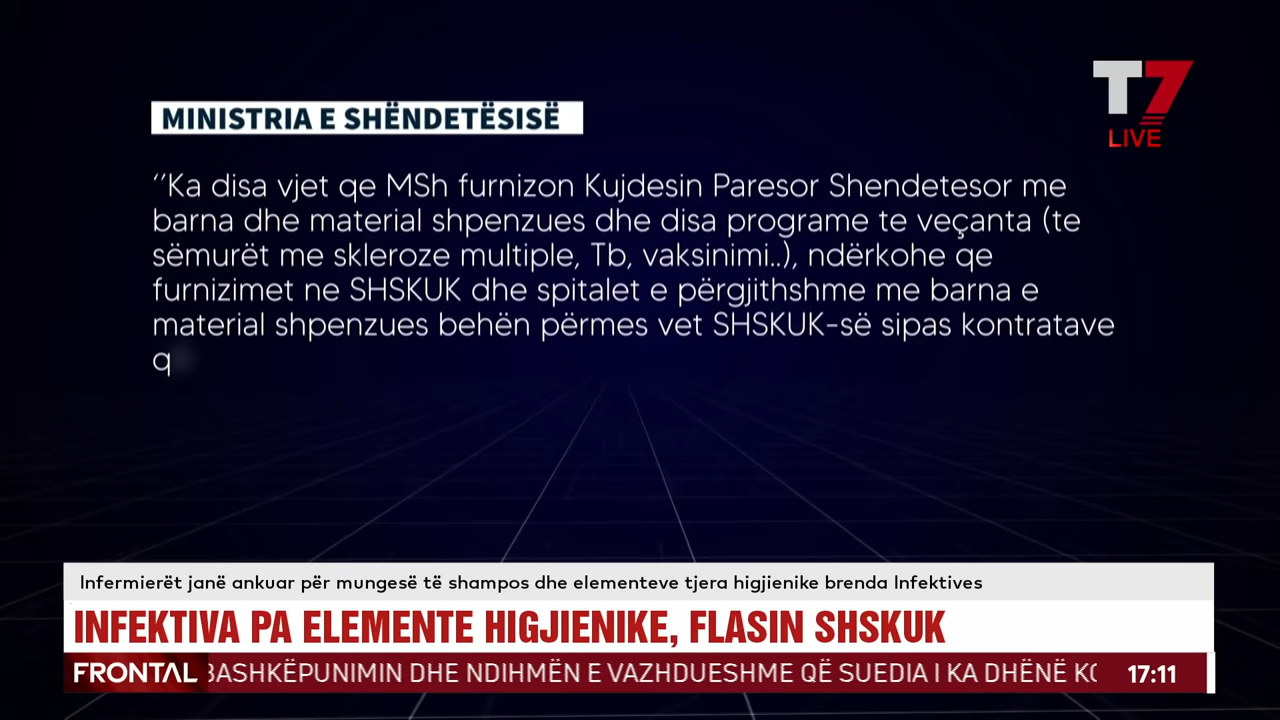 T7
LIVE
MINISTRIA E SHËNDETËSISË
‘’Ka disa vjet qe MSh furnizon Kujdesin Paresor Shendetesor me
barna dhe material shpenzues dhe disa programe te veçanta (te
sëmurët me skleroze multiple, Tb, vaksinimi..), ndërkohe qe
furnizimet ne SHSKUK dhe spitalet e përgjithshme me barna e
material shpenzues behën përmes vet SHSKUK-së sipas kontratave
q
Infermierët janë ankuar për mungesë të shampos dhe elementeve tjera higjienike brenda Infektives
INFEKTIVA PA ELEMENTE HIGJIENIKE, FLASIN SHSKUK
FRONTAL BASHKËPUNIMIN DHE NDIHMËN E VAZHDUESHME QË SUEDIA I KA DHËNË 17:11